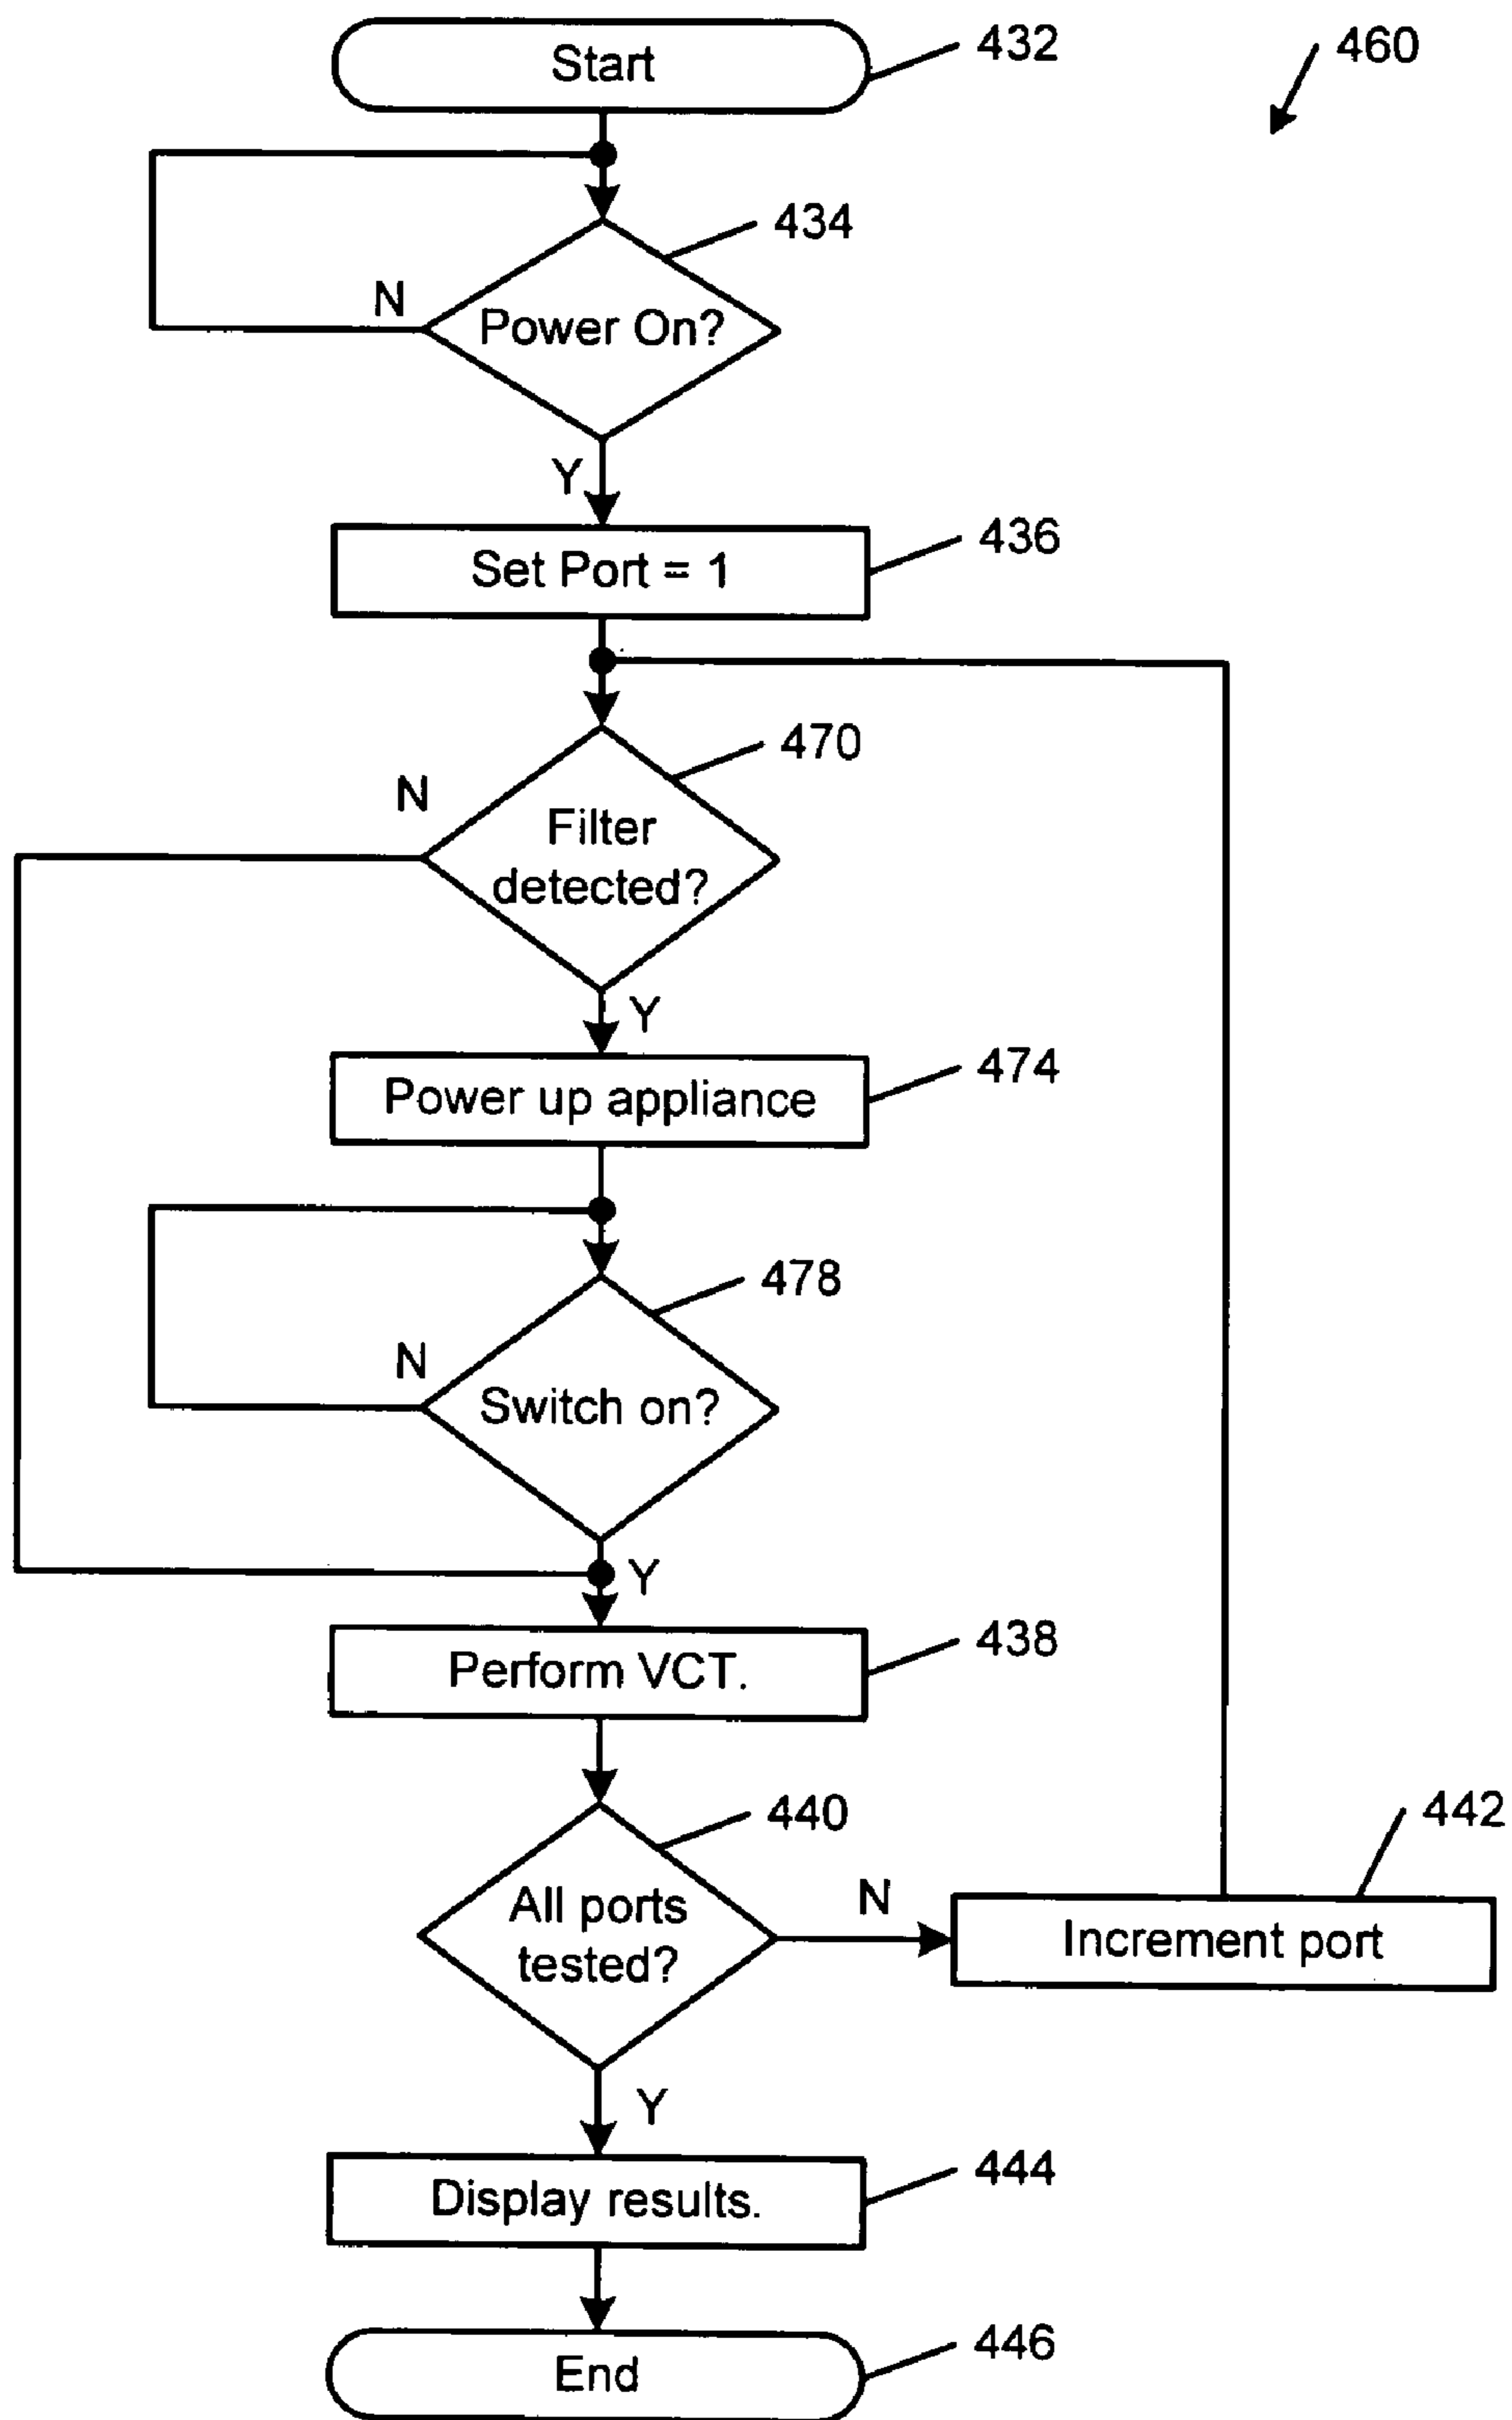 Start
432
460
434
N
Power On?
Y
436
Set Port = 1
470
N
Filter
detected?
Y
474
Power up appliance
478
N
Switch on?
Y
438
Perform VCT.
440
442
All ports
tested?
N
Increment port
Y
444
Display results.
446
End